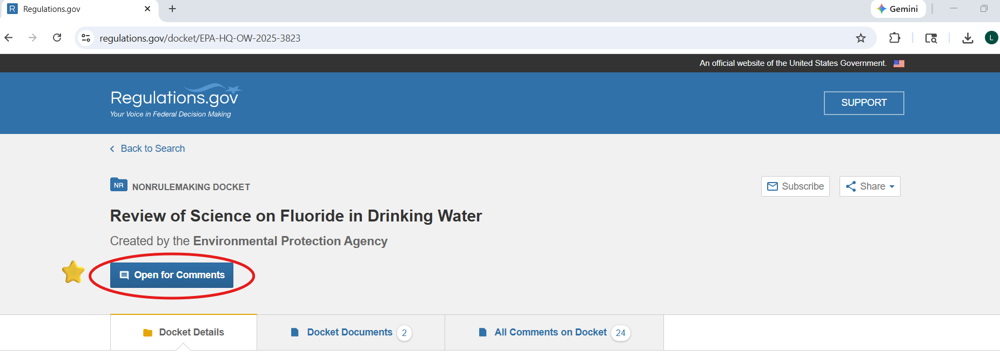 R Regulations.gov
Gemini
regulations.gov/docket/EPA-HQ-OW-2025-3823
L
An official website of the United States Government.
Regulations.gov
Your Voice in Federal Decision Making
SUPPORT
Back to Search
NR NONRULEMAKING DOCKET
Subscribe
Share
Review of Science on Fluoride in Drinking Water
Created by the Environmental Protection Agency
Open for Comments
Docket Details
Docket Documents 2
All Comments on Docket 24